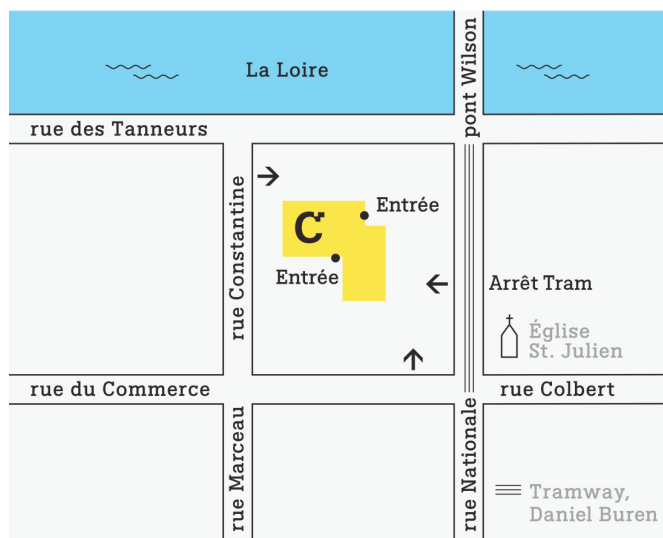 La Loire
pont Wilson
rue des Tanneurs
rue Constantine
Entrée
C
Entrée
Arrêt Tram
Église
St. Julien
rue du Commerce
rue Colbert
rue Marceau
rue Nationale
Tramway,
Daniel Buren